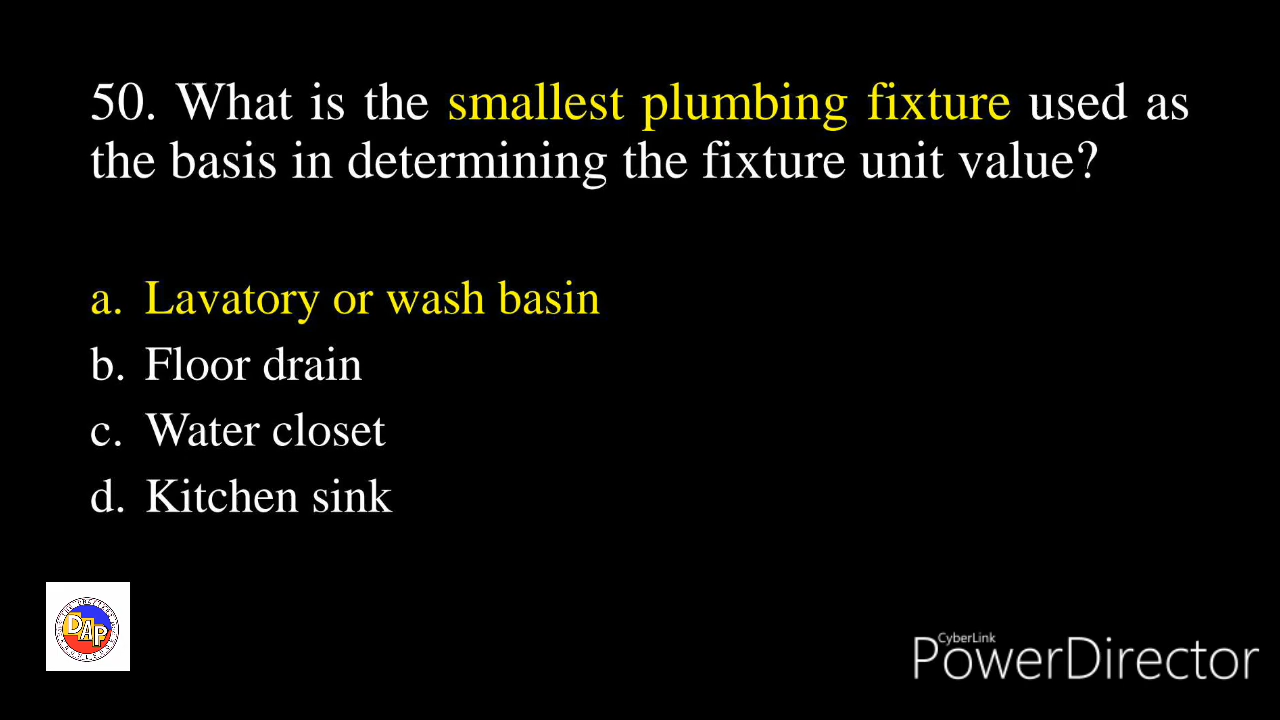 50. What is the smallest plumbing fixture used as
the basis in determining the fixture unit value?
a. Lavatory or wash basin
b. Floor drain
c. Water closet
d. Kitchen sink
DAP
CyberLink
PowerDirector